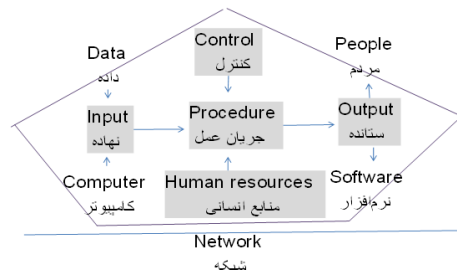 Data
داده
Control
کنترل
People
مردم
Input
نهاده
Procedure
جریان عمل
Output
ستانده
Computer
کامپیوتر
Human resources
منابع انسانی
Software
نرم‌افزار
Network
شبکه